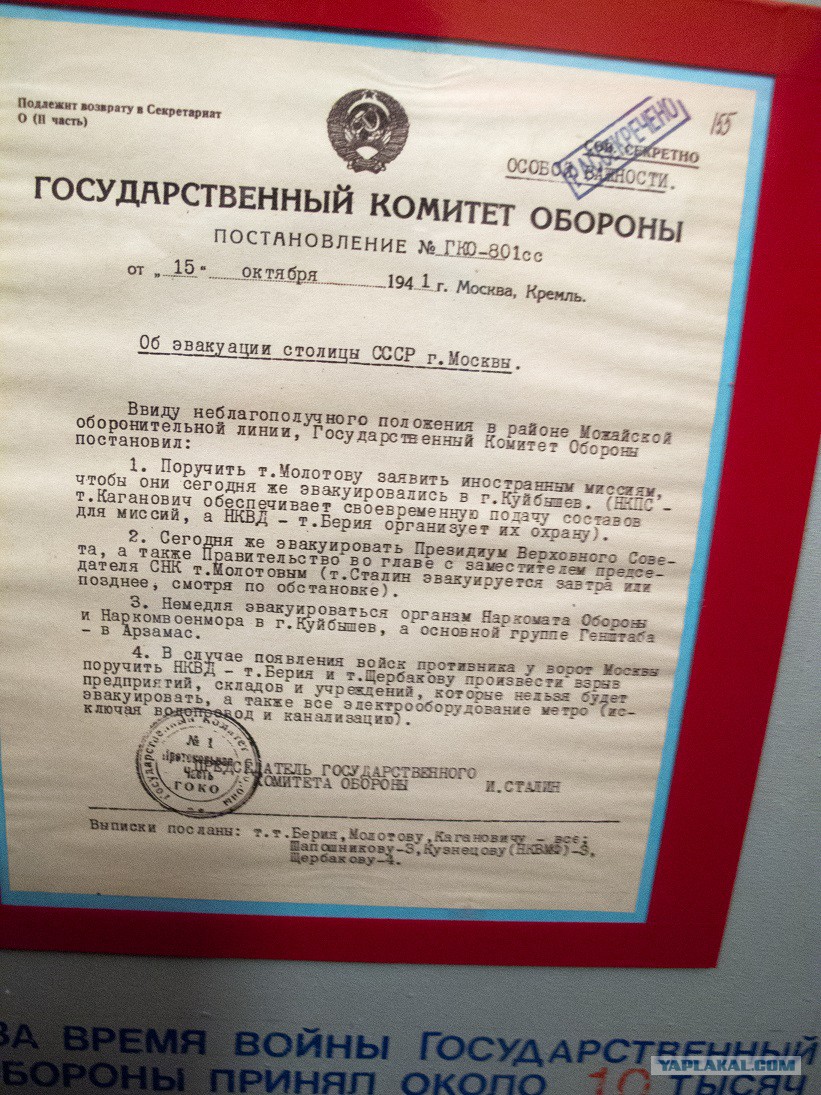 Подлежит возврату в Секретариат
О (II часть)
155
РАССЕКРЕЧЕНО
СОВ. СЕКРЕТНО
ОСОБОЙ ВАЖНОСТИ.
ГОСУДАРСТВЕННЫЙ КОМИТЕТ ОБОРОНЫ
ПОСТАНОВЛЕНИЕ № ГКО-801сс
от „ 15 " октября 1941 г. Москва, Кремль.
Об эвакуации столицы СССР г.Москвы.
Ввиду неблагополучного положения в районе Можайской
оборонительной линии, Государственный Комитет Обороны
постановил:
1. Поручить т.Молотову заявить иностранным миссиям,
чтобы они сегодня же эвакуировались в г.Куйбышев. (НКПС -
т.Каганович обеспечивает своевременную подачу составов
для миссий, а НКВД - т.Берия организует их охрану).
2. Сегодня же эвакуировать Президиум Верховного Сове-
та, а также Правительство во главе с заместителем предсе-
дателя СНК т.Молотовым (т.Сталин эвакуируется завтра или
позднее, смотря по обстановке).
3. Немедля эвакуироваться органам Наркомата Обороны
и Наркомвоенмора в г.Куйбышев, а основной группе Генштаба
- в Арзамас.
4. В случае появления войск противника у ворот Москвы
поручить НКВД - т.Берия и т.Щербакову произвести взрыв
предприятий, складов и учреждений, которые нельзя будет
эвакуировать, а также все электрооборудование метро (ис-
ключая водопровод и канализацию).
Государственный Комитет Обороны
№ 1
Протокольная
часть
ГОКО
ПРЕДСЕДАТЕЛЬ ГОСУДАРСТВЕННОГО
КОМИТЕТА ОБОРОНЫ И.СТАЛИН
Выписки посланы: т.т.Берия,Молотову,Кагановичу - все;
Шапошникову-3,Кузнецову(НКВМФ)-3,
Щербакову-4.
ЗА ВРЕМЯ ВОЙНЫ ГОСУДАРСТВЕННЫЙ
ОБОРОНЫ ПРИНЯЛ ОКОЛО 10 ТЫСЯЧ
YAPLAKAL.COM